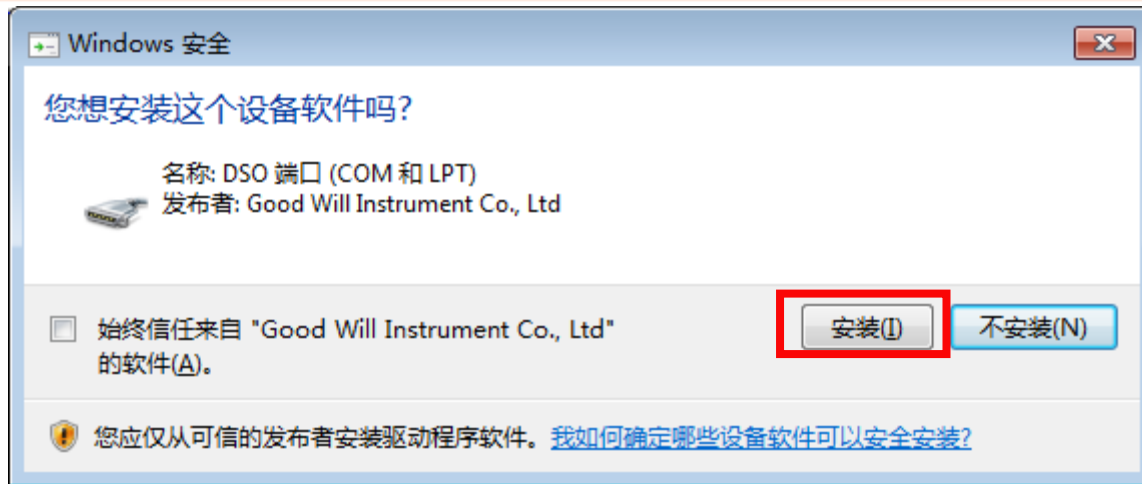 Windows 安全
您想安装这个设备软件吗?
名称: DSO 端口 (COM 和 LPT)
发布者: Good Will Instrument Co., Ltd
始终信任来自 "Good Will Instrument Co., Ltd"
的软件(A)。
安装(I)
不安装(N)
您应仅从可信的发布者安装驱动程序软件。我如何确定哪些设备软件可以安全安装?